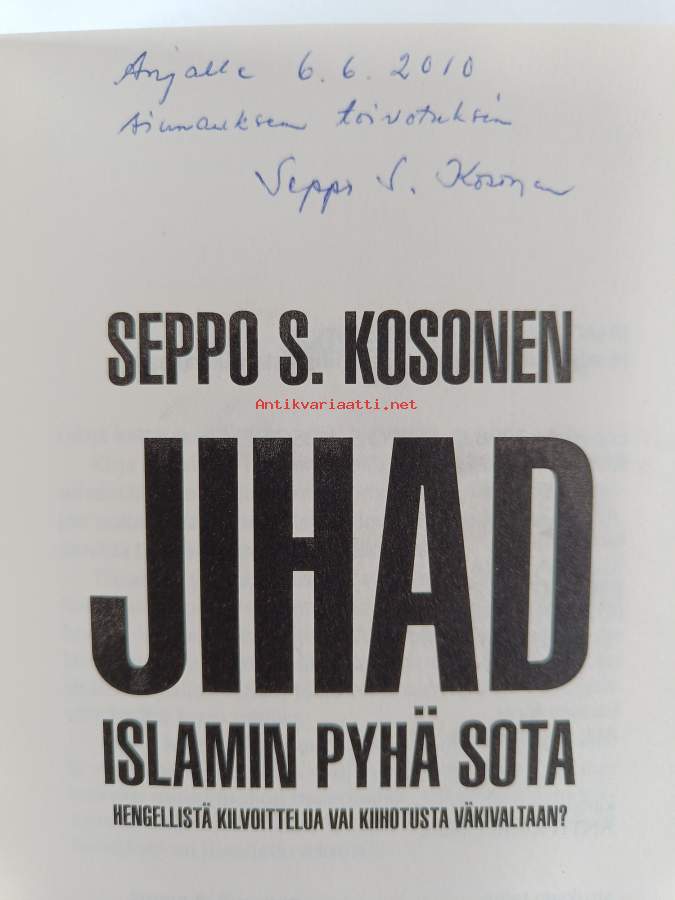 Anjalle 6.6.2010
siunauksen toivotuksin
Seppo S. Kosonen
SEPPO S. KOSONEN
Antikvariaatti.net
JIHAD
ISLAMIN PYHÄ SOTA
HENGELLISTÄ KILVOITTELUA VAI KIIHOTUSTA VÄKIVALTAAN?